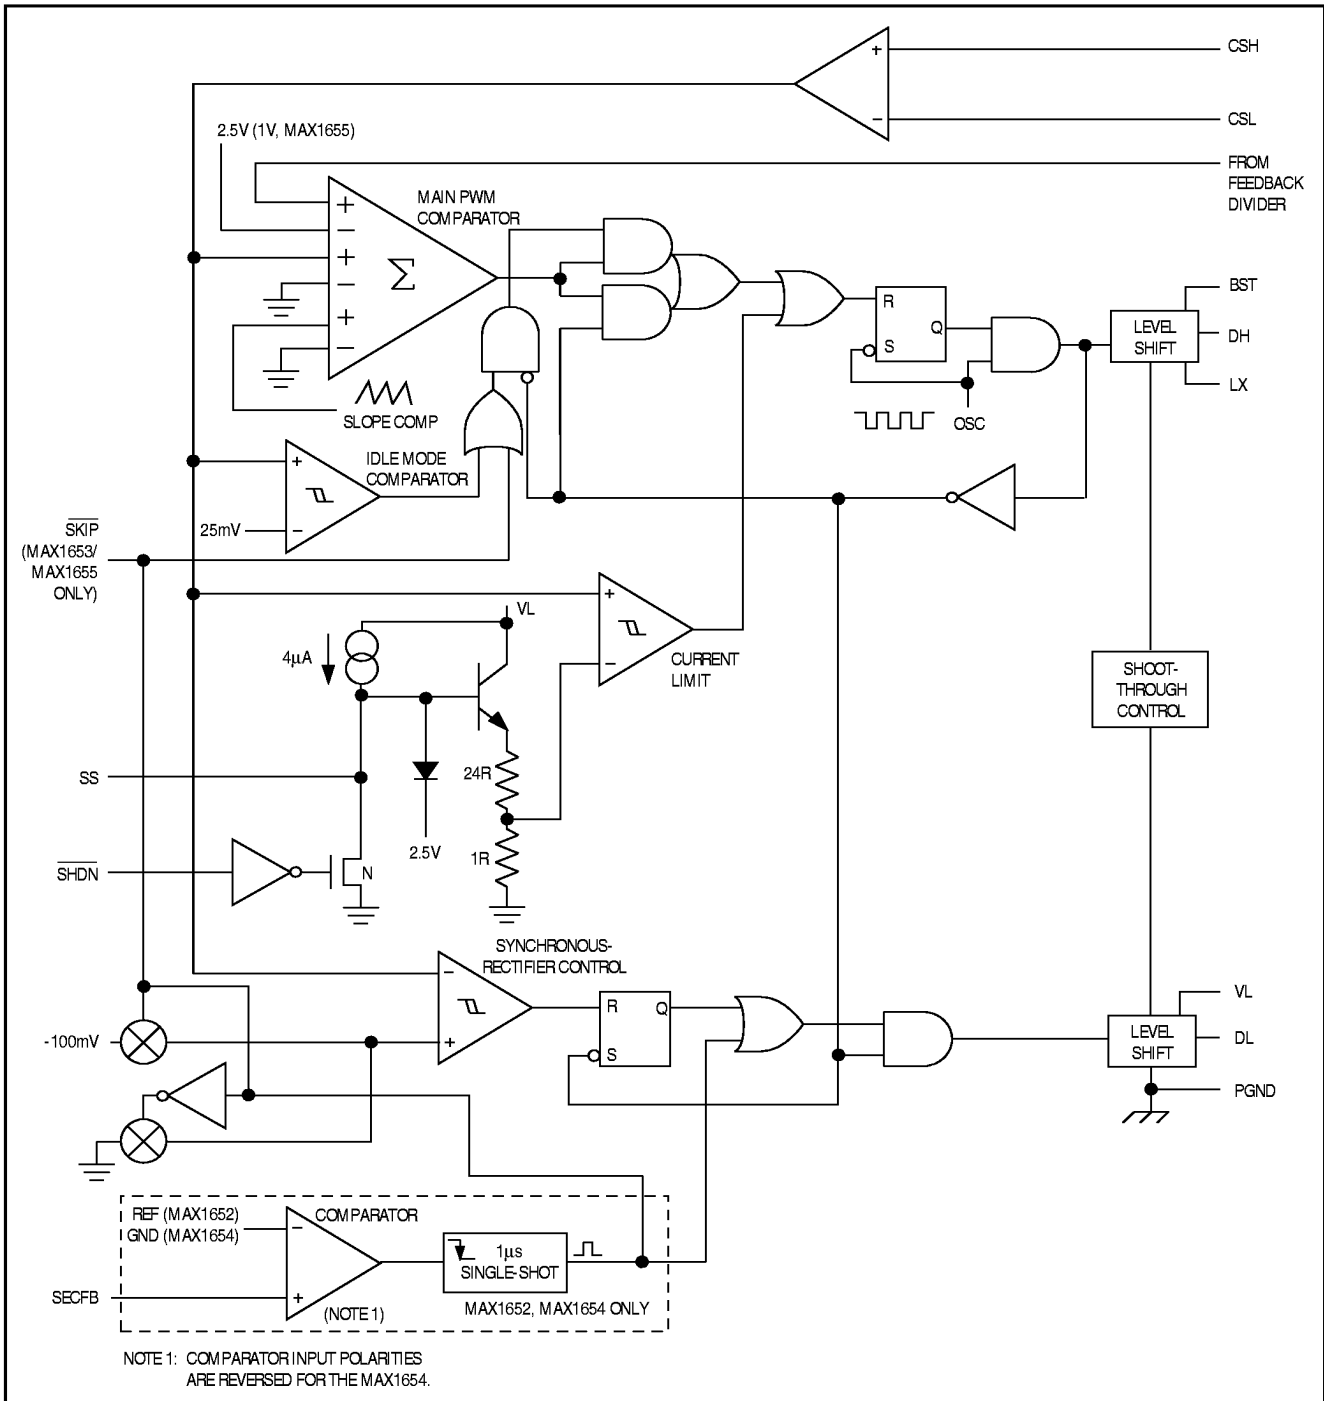 CSH
2.5V (1V, MAX1655)
CSL
FROM
FEEDBACK
DIVIDER
MAIN PWM
COMPARATOR
+
−
+
−
+
−
+
−
Σ
BST
R
Q
S
LEVEL
SHIFT
DH
LX
SLOPE COMP
OSC
IDLE MODE
COMPARATOR
+
−
25mV
SKIP
(MAX1653/
MAX1655
ONLY)
+
−
VL
4μA
CURRENT
LIMIT
SHOOT-
THROUGH
CONTROL
SS
24R
2.5V
1R
SHDN
N
SYNCHRONOUS-
RECTIFIER CONTROL
−
+
R
Q
S
VL
-100mV
LEVEL
SHIFT
DL
PGND
REF (MAX1652)
GND (MAX1654)
COMPARATOR
−
+
1μs
SINGLE-SHOT
SECFB
(NOTE 1)
MAX1652, MAX1654 ONLY
NOTE 1: COMPARATOR INPUT POLARITIES
ARE REVERSED FOR THE MAX1654.